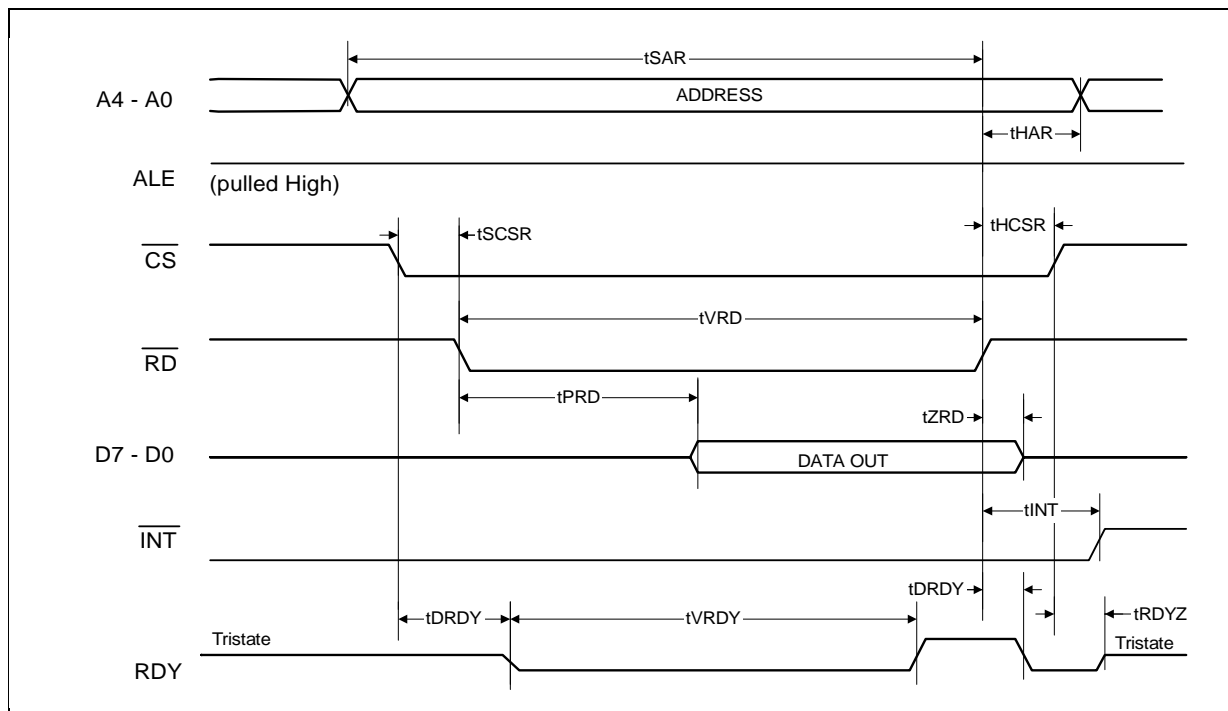 tSAR
A4 - A0
ADDRESS
tHAR
ALE
(pulled High)
tSCSR
tHCSR
CS
tVRD
RD
tPRD
tZRD
D7 - D0
DATA OUT
tINT
INT
tDRDY
tDRDY
tVRDY
tRDYZ
Tristate
Tristate
RDY